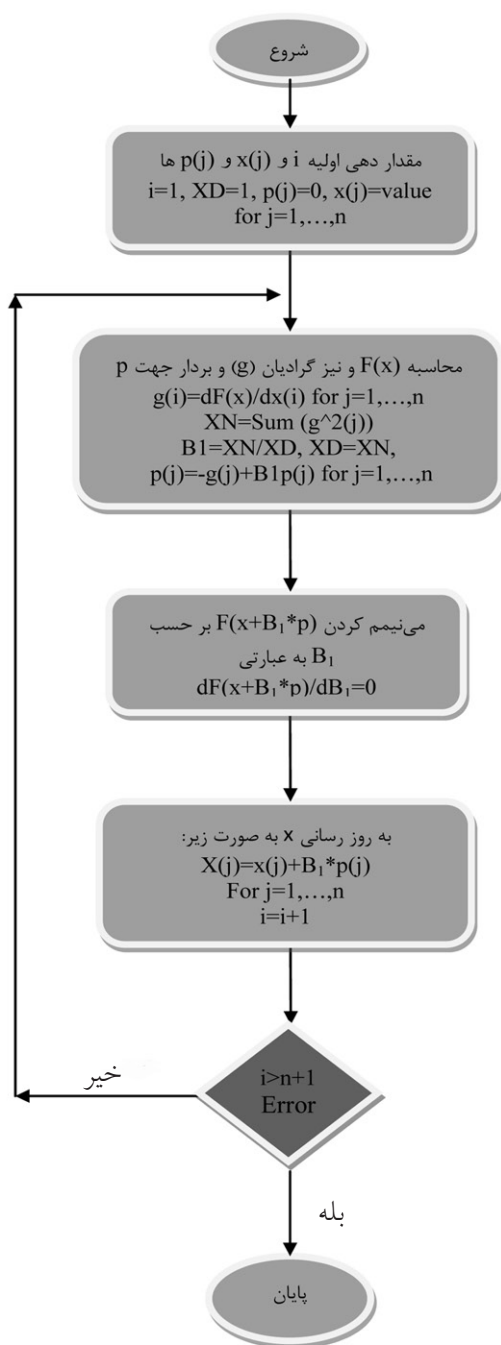 شروع
مقدار دهی اولیه i و x(j) و p(j) ها
i=1, XD=1, p(j)=0, x(j)=value
for j=1,…,n
محاسبه F(x) و نیز گرادیان (g) و بردار جهت p
g(i)=dF(x)/dx(i) for j=1,…,n
XN=Sum (g^2(j))
B1=XN/XD, XD=XN,
p(j)=-g(j)+B1p(j) for j=1,…,n
می‌نیمم کردن F(x+B₁*p) بر حسب
B₁ به عبارتی
dF(x+B₁*p)/dB₁=0
به روز رسانی x به صورت زیر:
X(j)=x(j)+B₁*p(j)
For j=1,…,n
i=i+1
i>n+1
Error
خیر
بله
پایان